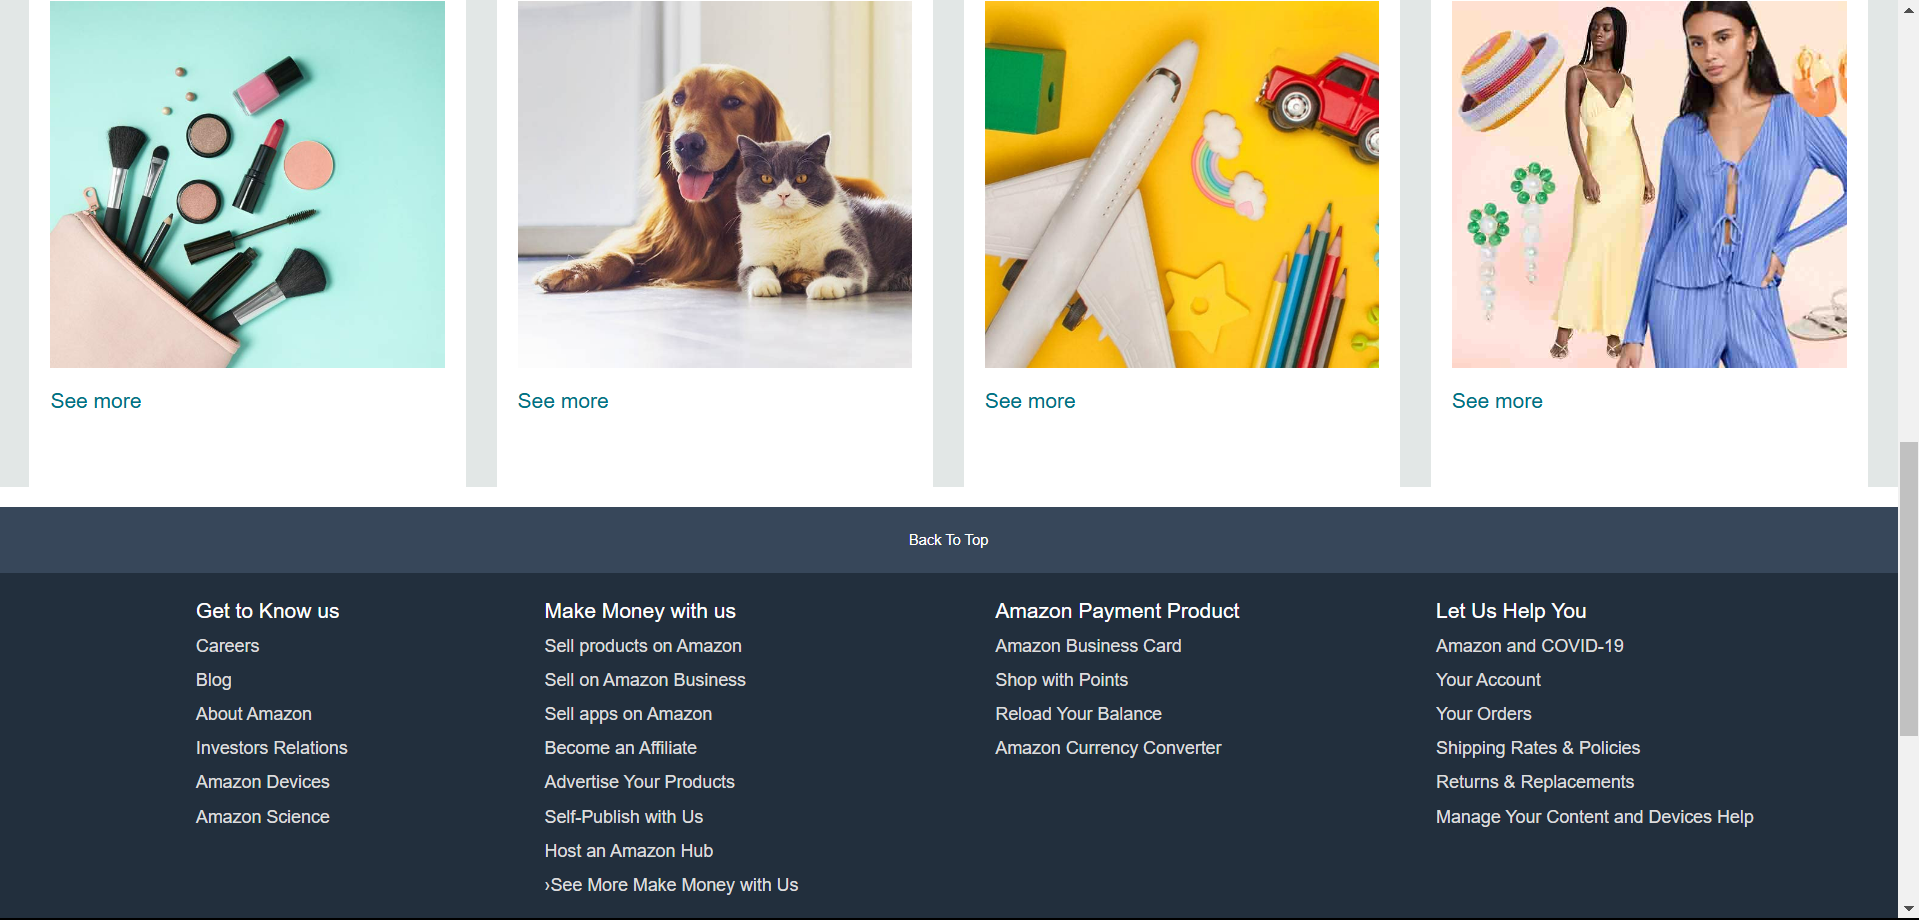 See more
See more
See more
See more
Back To Top
Get to Know us
Careers
Blog
About Amazon
Investors Relations
Amazon Devices
Amazon Science
Make Money with us
Sell products on Amazon
Sell on Amazon Business
Sell apps on Amazon
Become an Affiliate
Advertise Your Products
Self-Publish with Us
Host an Amazon Hub
›See More Make Money with Us
Amazon Payment Product
Amazon Business Card
Shop with Points
Reload Your Balance
Amazon Currency Converter
Let Us Help You
Amazon and COVID-19
Your Account
Your Orders
Shipping Rates & Policies
Returns & Replacements
Manage Your Content and Devices Help